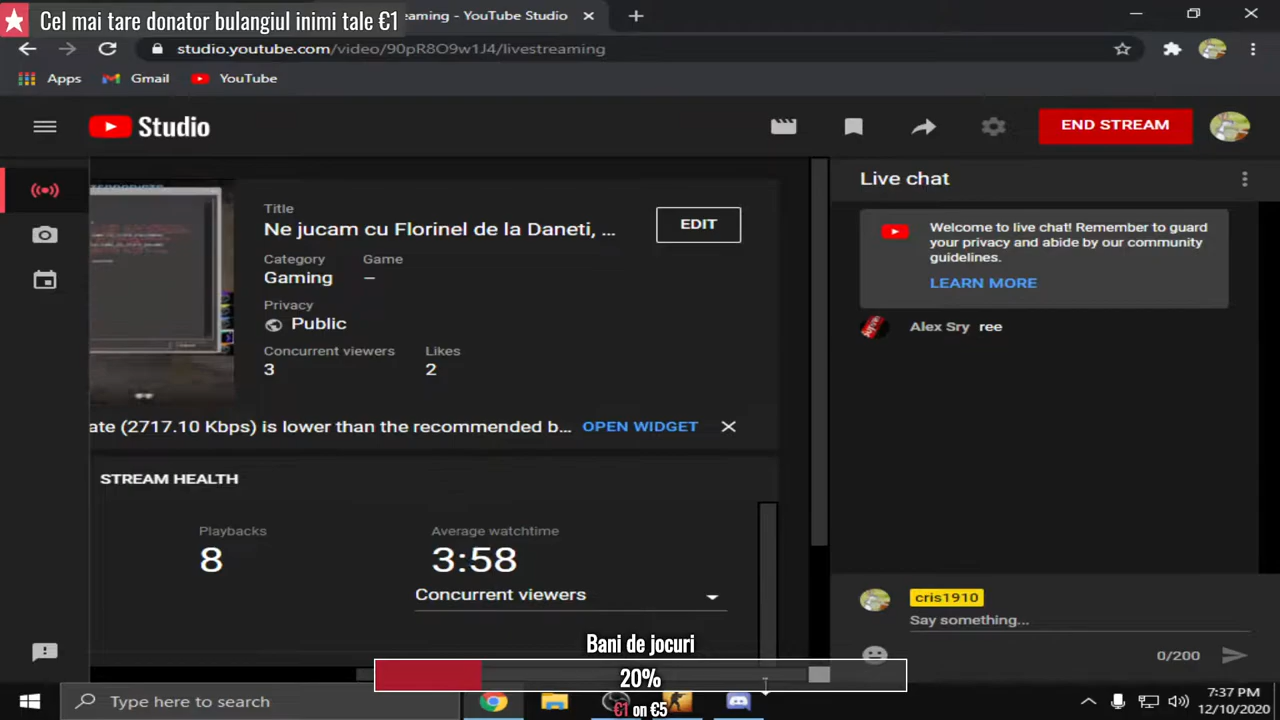 Cel mai tare donator bulangiul inimi tale €1
reaming - YouTube Studio
studio.youtube.com/video/90pR8O9w1J4/livestreaming
Apps
Gmail
YouTube
Studio
END STREAM
Title
Ne jucam cu Florinel de la Daneti, ...
EDIT
Category
Game
Gaming
–
Privacy
Public
Concurrent viewers
Likes
3
2
ate (2717.10 Kbps) is lower than the recommended b...
OPEN WIDGET
STREAM HEALTH
Playbacks
Average watchtime
8
3:58
Concurrent viewers
Live chat
Welcome to live chat! Remember to guard
your privacy and abide by our community
guidelines.
LEARN MORE
Alex Sry ree
cris1910
Say something...
0/200
Bani de jocuri
20%
€1 on €5
Type here to search
7:37 PM
12/10/2020